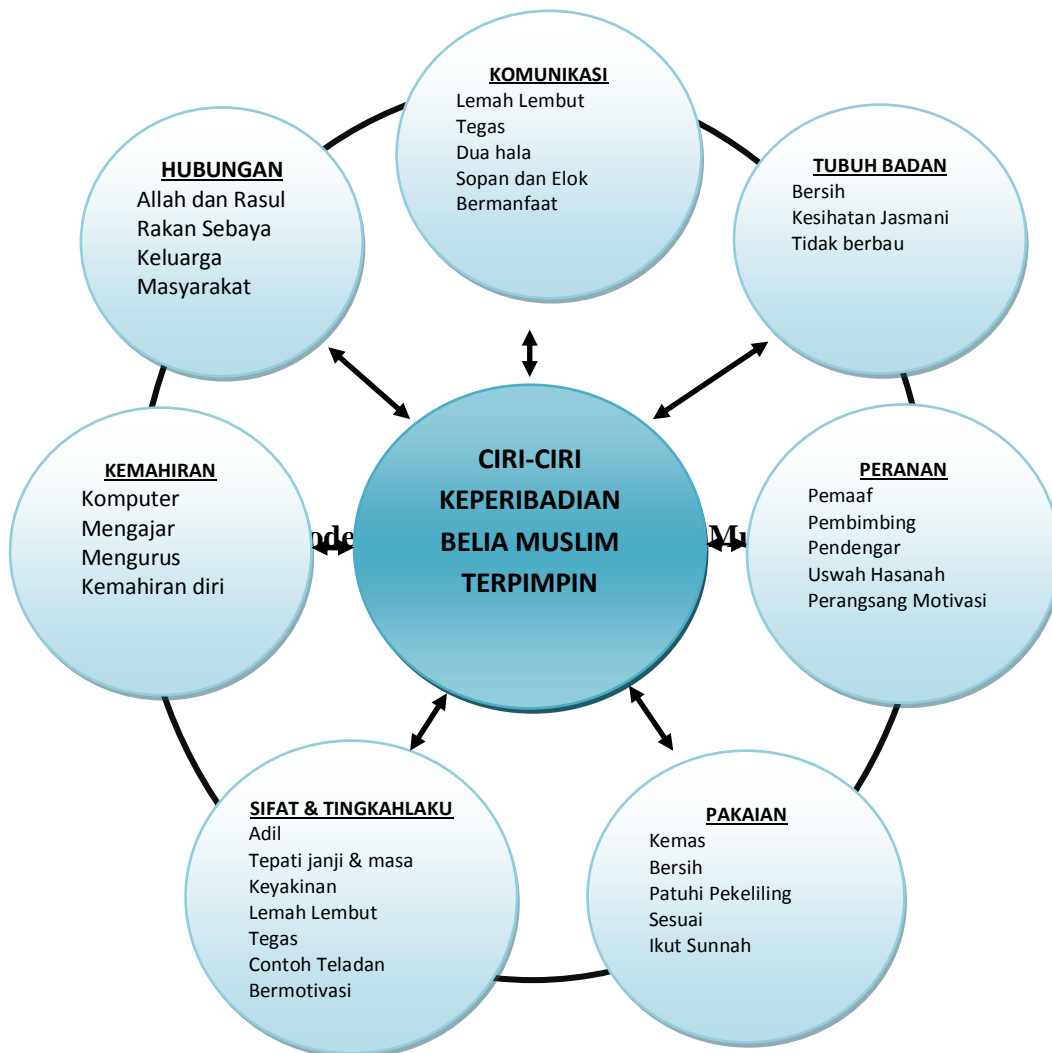 KOMUNIKASI
Lemah Lembut
Tegas
Dua hala
Sopan dan Elok
Bermanfaat
TUBUH BADAN
Bersih
Kesihatan Jasmani
Tidak berbau
HUBUNGAN
Allah dan Rasul
Rakan Sebaya
Keluarga
Masyarakat
CIRI-CIRI
KEPERIBADIAN
BELIA MUSLIM
TERPIMPIN
KEMAHIRAN
Komputer
Mengajar
Mengurus
Kemahiran diri
PERANAN
Pemaaf
Pembimbing
Pendengar
Uswah Hasanah
Perangsang Motivasi
SIFAT & TINGKAHLAKU
Adil
Tepati janji & masa
Keyakinan
Lemah Lembut
Tegas
Contoh Teladan
Bermotivasi
PAKAIAN
Kemas
Bersih
Patuhi Pekeliling
Sesuai
Ikut Sunnah